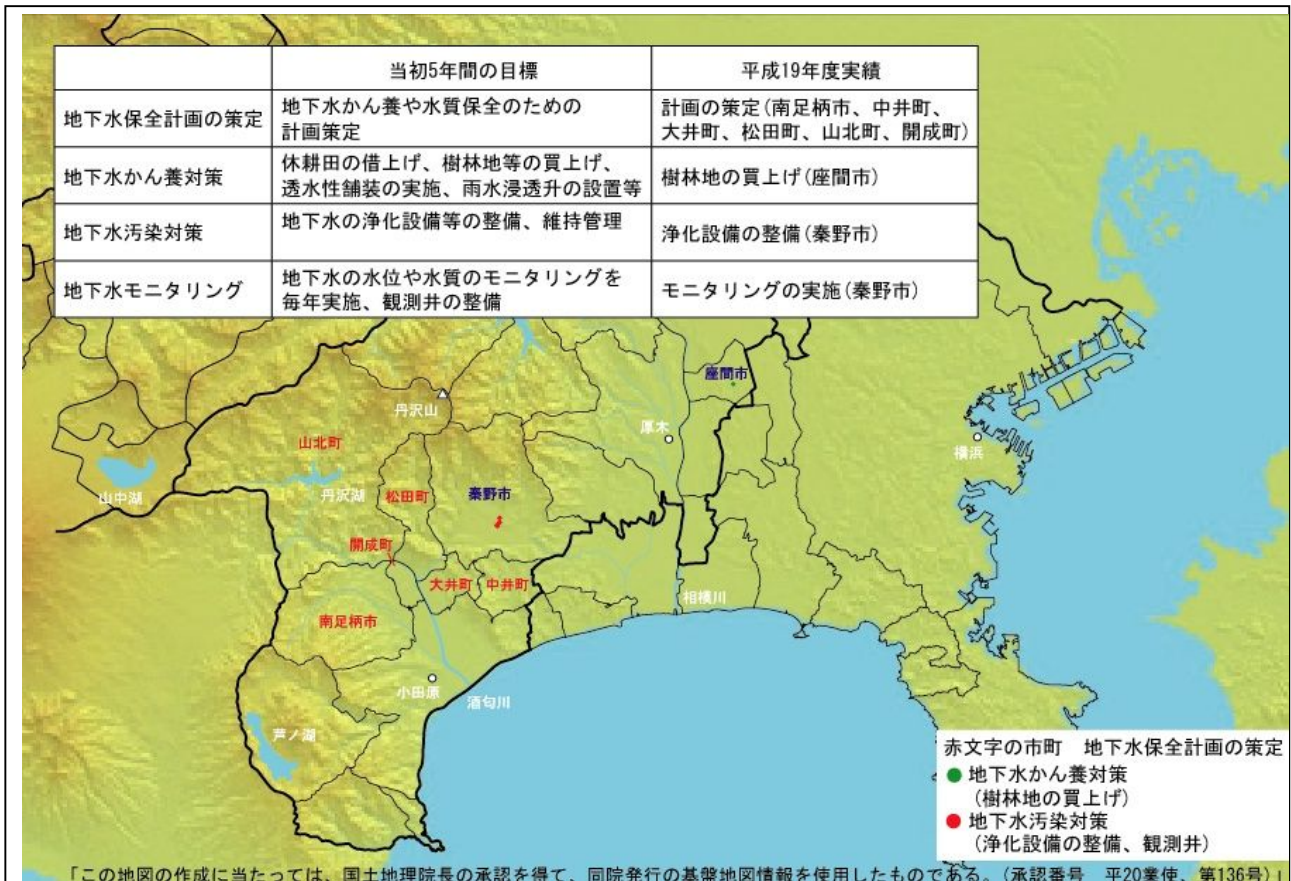 当初5年間の目標
平成19年度実績
地下水保全計画の策定
地下水かん養や水質保全のための
計画策定
計画の策定(南足柄市、中井町、
大井町、松田町、山北町、開成町)
地下水かん養対策
休耕田の借上げ、樹林地等の買上げ、
透水性舗装の実施、雨水浸透升の設置等
樹林地の買上げ(座間市)
地下水汚染対策
地下水の浄化設備等の整備、維持管理
浄化設備の整備(秦野市)
地下水モニタリング
地下水の水位や水質のモニタリングを
毎年実施、観測井の整備
モニタリングの実施(秦野市)
座間市
丹沢山
厚木
山北町
横浜
山中湖
丹沢湖
松田町
秦野市
開成町
大井町
中井町
相模川
南足柄市
小田原
酒匂川
芦ノ湖
赤文字の市町 地下水保全計画の策定
地下水かん養対策
(樹林地の買上げ)
地下水汚染対策
(浄化設備の整備、観測井)
「この地図の作成に当たっては、国土地理院長の承認を得て、同院発行の基盤地図情報を使用したものである。(承認番号 平20業使、第136号)」